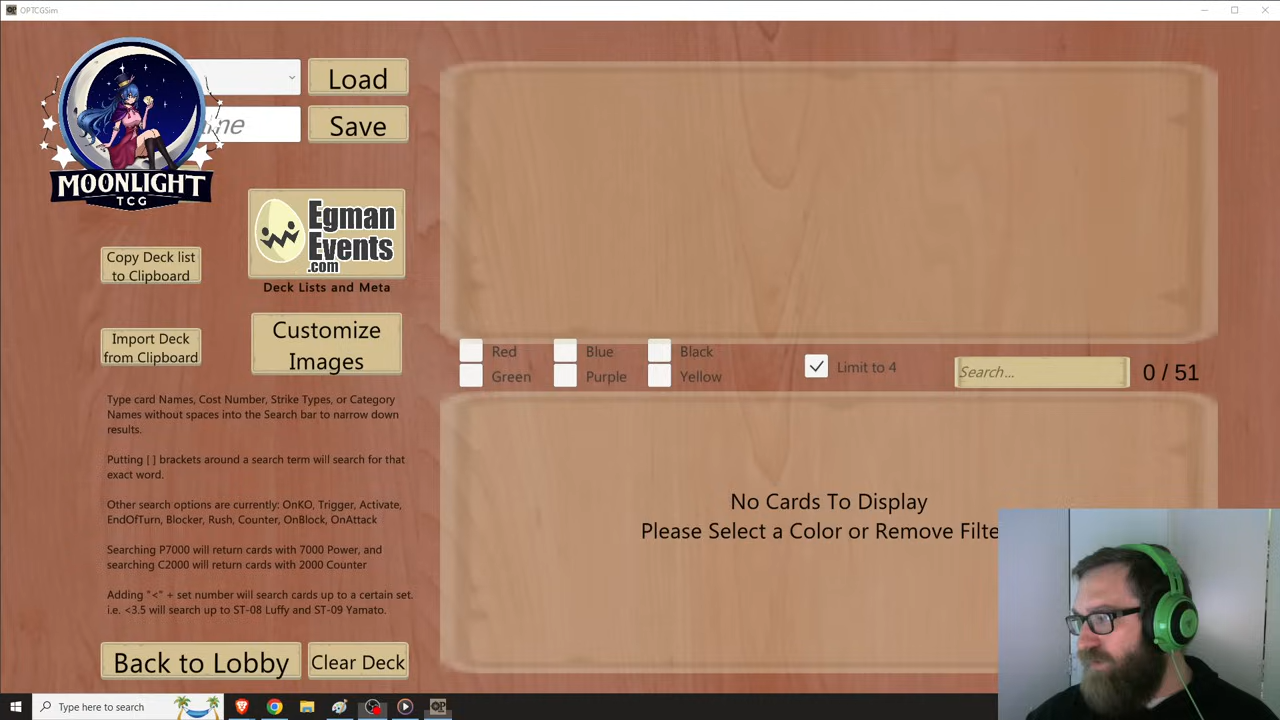 OPTCGSim
Load
Save
MOONLIGHT
TCG
Egman
Events
.com
Deck Lists and Meta
Copy Deck list
to Clipboard
Import Deck
from Clipboard
Customize
Images
Red
Blue
Black
Green
Purple
Yellow
Limit to 4
Search...
0 / 51
Type card Names, Cost Number, Strike Types, or Category
Names without spaces into the Search bar to narrow down
results.
Putting [ ] brackets around a search term will search for that
exact word.
Other search options are currently: OnKO, Trigger, Activate,
EndOfTurn, Blocker, Rush, Counter, OnBlock, OnAttack
Searching P7000 will return cards with 7000 Power, and
searching C2000 will return cards with 2000 Counter
Adding "<" + set number will search cards up to a certain set.
i.e. <3.5 will search up to ST-08 Luffy and ST-09 Yamato.
No Cards To Display
Please Select a Color or Remove Filte
Back to Lobby
Clear Deck
Type here to search
OP